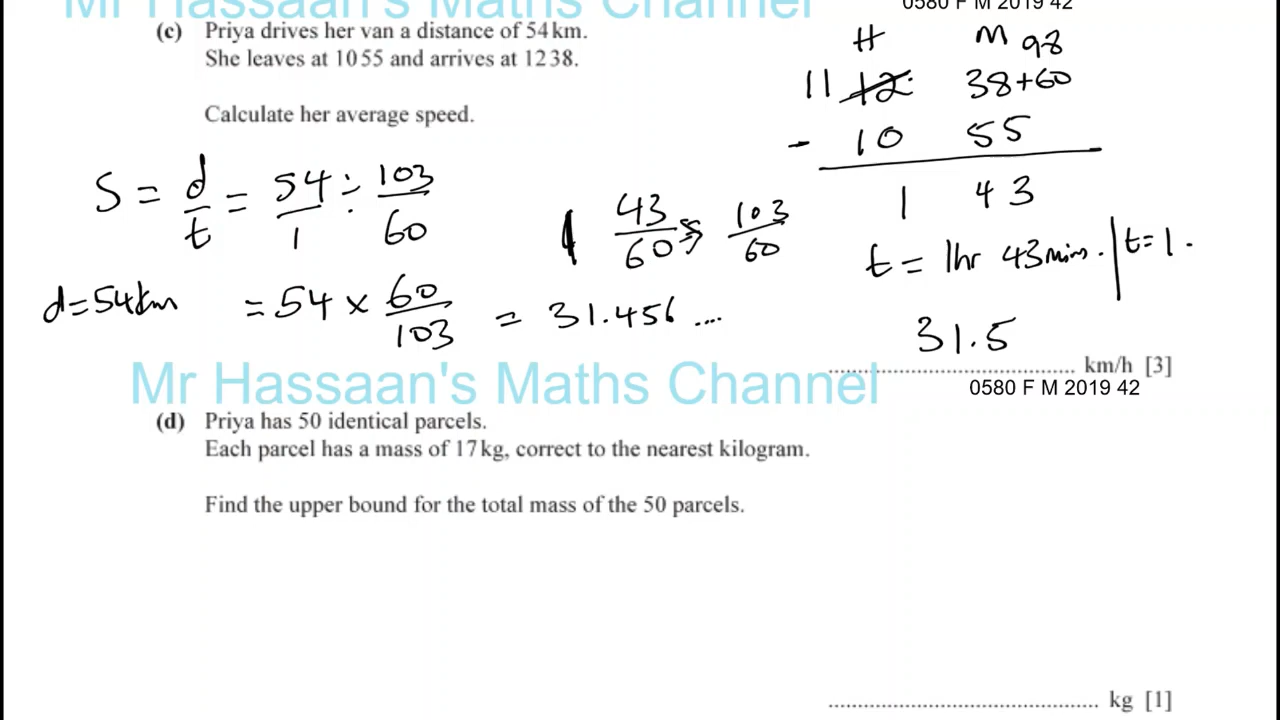 Mr Hassaan's Maths Channel
0580 F M 2019 42
(c) Priya drives her van a distance of 54 km.
She leaves at 10 55 and arrives at 12 38.
Calculate her average speed.
H M 98
11 12 38+60
- 10 55
1 43
S = d/t = 54/1 ÷ 103/60
1 43/60 103/60
t = 1hr 43mins. | t=1.
d=54km = 54 × 60/103 = 31.456 ....
31.5
.......................................... km/h [3]
Mr Hassaan's Maths Channel
0580 F M 2019 42
(d) Priya has 50 identical parcels.
Each parcel has a mass of 17 kg, correct to the nearest kilogram.
Find the upper bound for the total mass of the 50 parcels.
.............................................. kg [1]